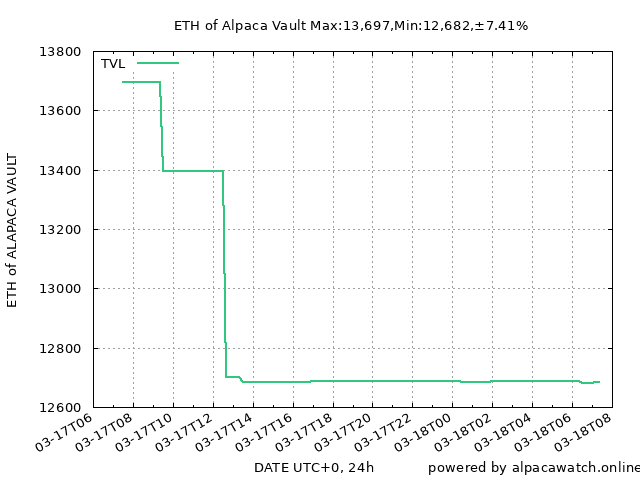 ETH of Alpaca Vault Max:13,697,Min:12,682,±7.41%
TVL
13800
13600
13400
13200
13000
12800
12600
ETH of ALAPACA VAULT
03-17T06
03-17T08
03-17T10
03-17T12
03-17T14
03-17T16
03-17T18
03-17T20
03-17T22
03-18T00
03-18T02
03-18T04
03-18T06
03-18T08
DATE UTC+0, 24h
powered by alpacawatch.online